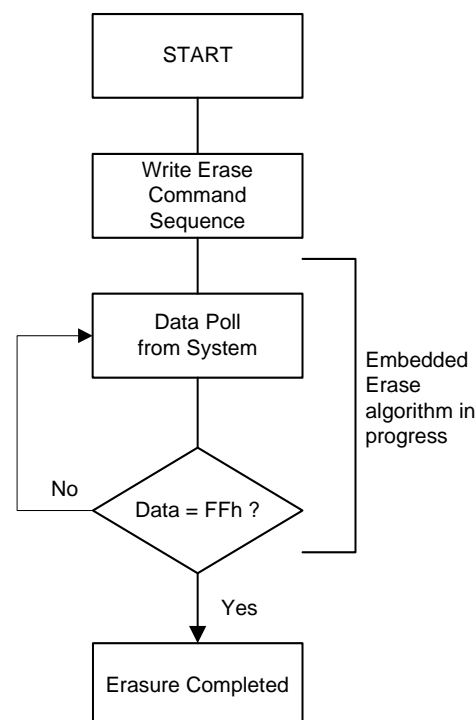 START
Write Erase
Command
Sequence
Data Poll
from System
Embedded
Erase
algorithm in
progress
No
Data = FFh ?
Yes
Erasure Completed